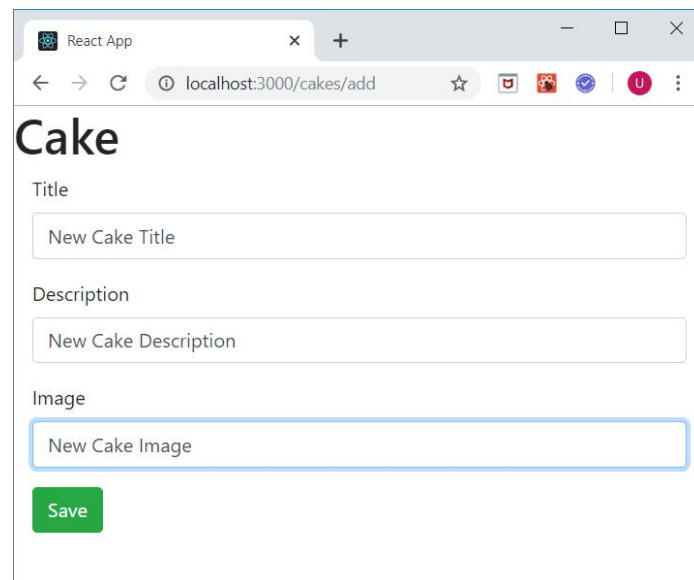 React App
localhost:3000/cakes/add
U
Cake
Title
New Cake Title
Description
New Cake Description
Image
New Cake Image
Save